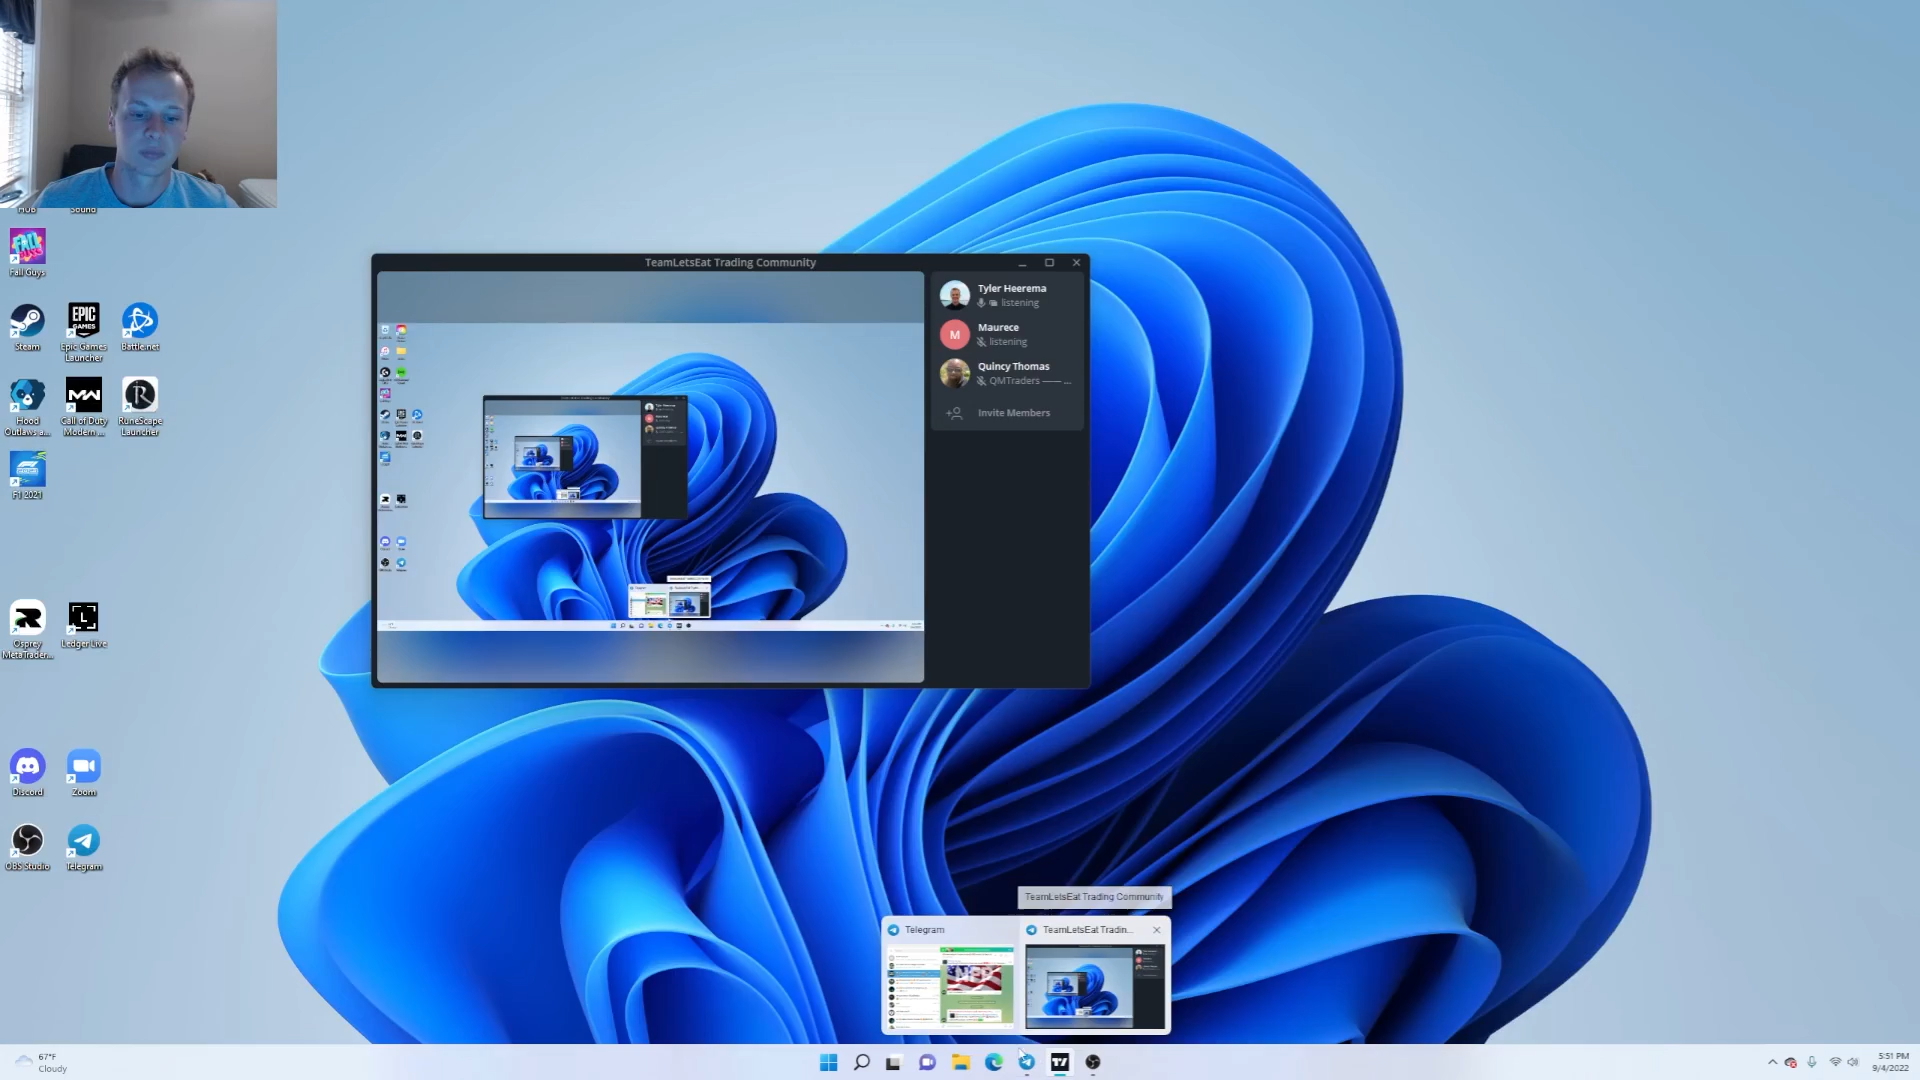 HUB
Sound
Fall Guys
Steam
Epic Games
Launcher
Battle.net
Hood
Outlaws a...
Call of Duty
Modern ...
RuneScape
Launcher
F1 2021
Osprey
MetaTrader...
Ledger Live
Discord
Zoom
OBS Studio
Telegram
TeamLetsEat Trading Community
Tyler Heerema
listening
M
Maurece
listening
Quincy Thomas
QMTraders —— ...
Invite Members
TeamLetsEat Trading Community
Telegram
TeamLetsEat Tradin...
67°F
Cloudy
5:51 PM
9/4/2022